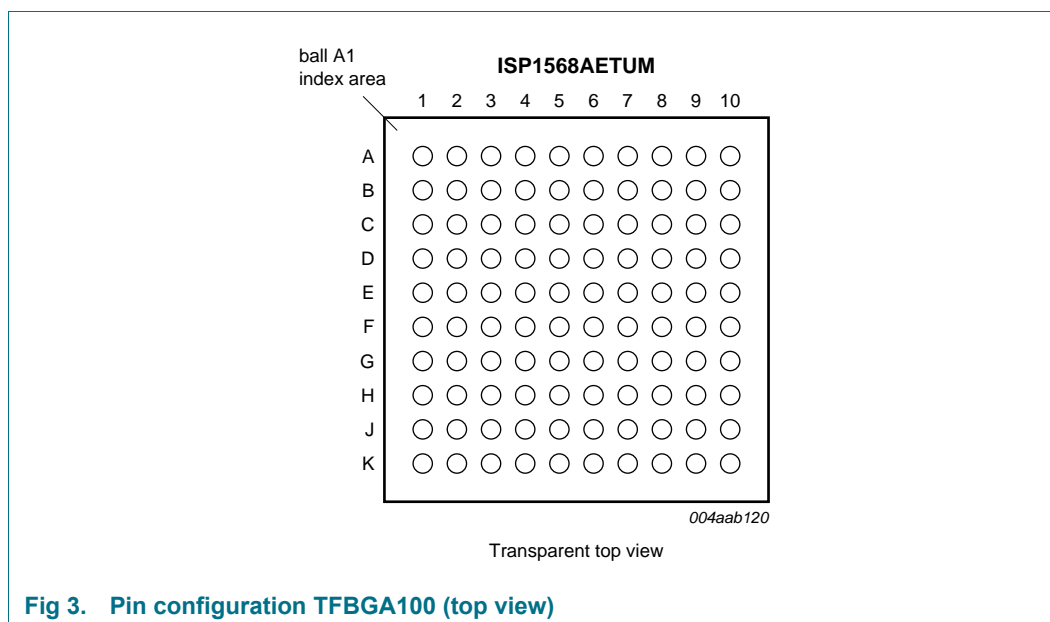 ball A1
index area
ISP1568AETUM
1 2 3 4 5 6 7 8 9 10
A
B
C
D
E
F
G
H
J
K
004aab120
Transparent top view
Fig 3. Pin configuration TFBGA100 (top view)